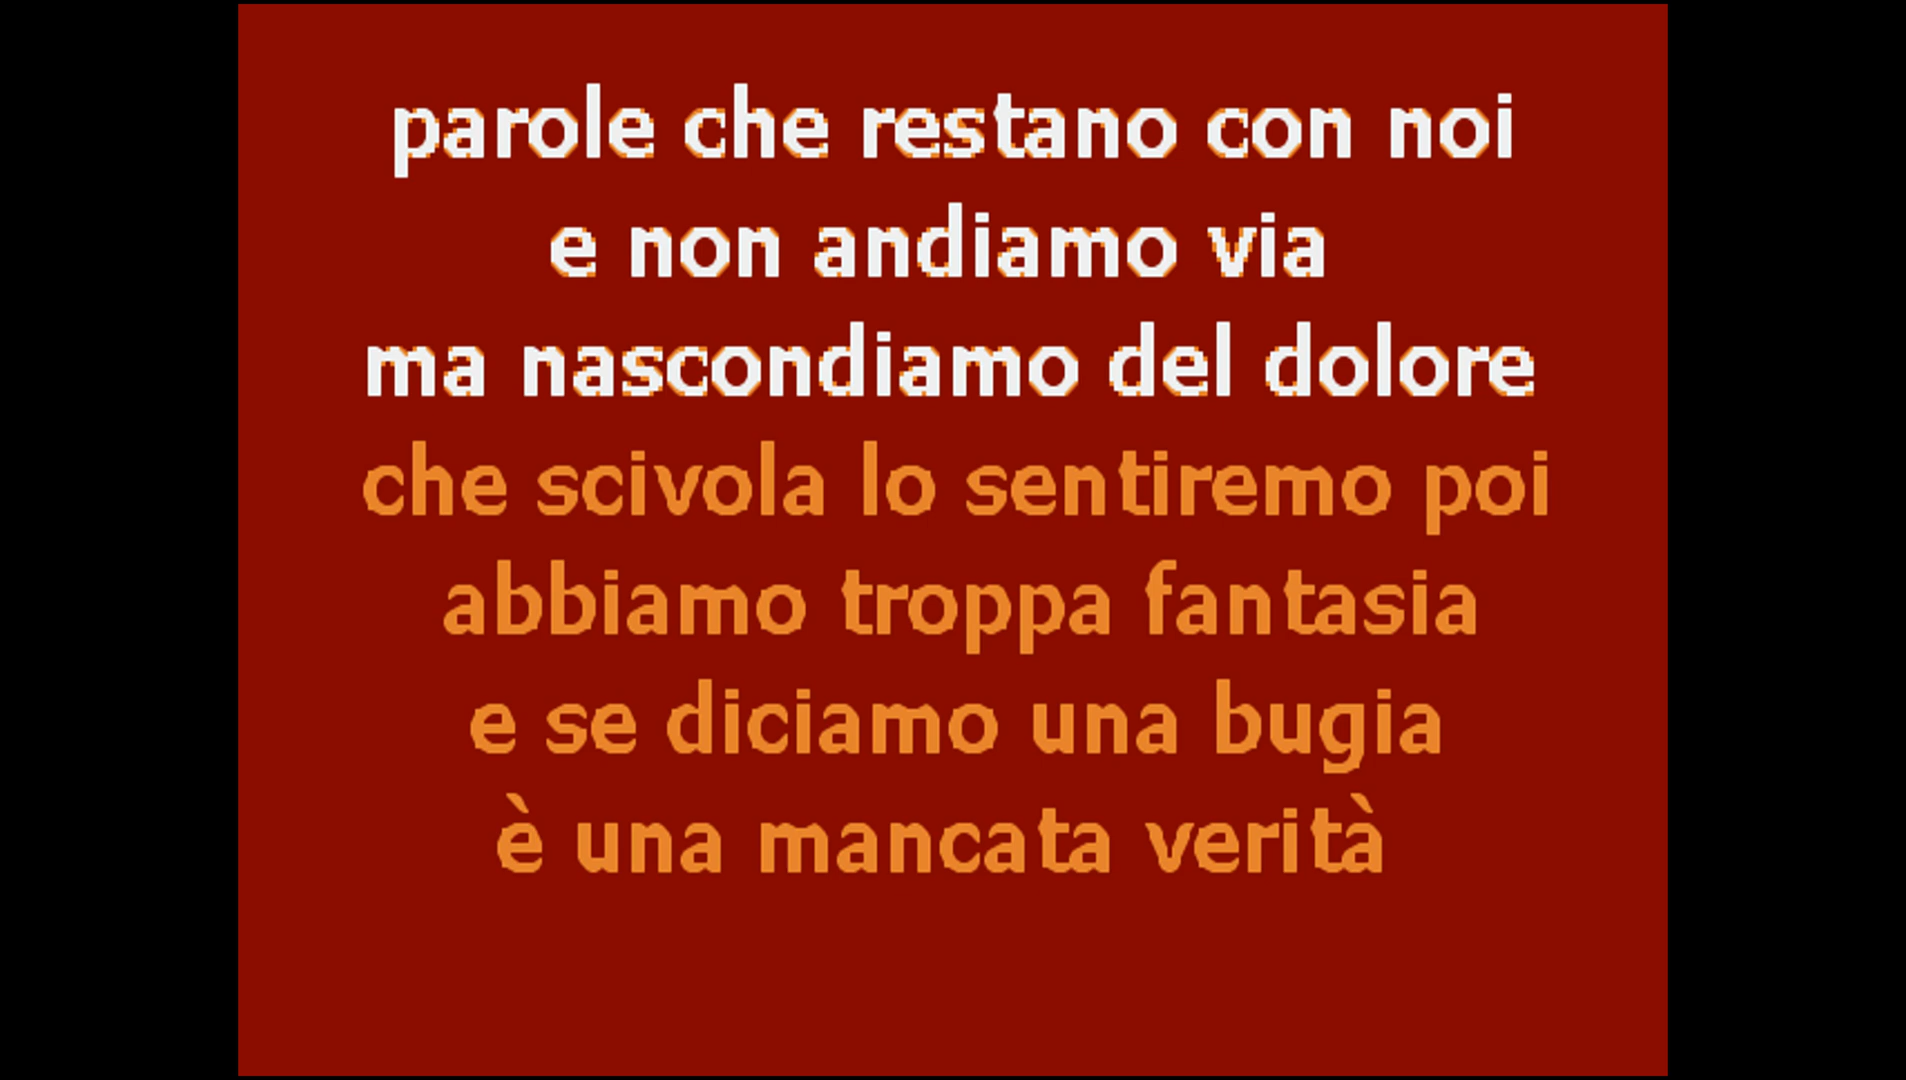 parole che restano con noi
e non andiamo via
ma nascondiamo del dolore
che scivola lo sentiremo poi
abbiamo troppa fantasia
e se diciamo una bugia
è una mancata verità